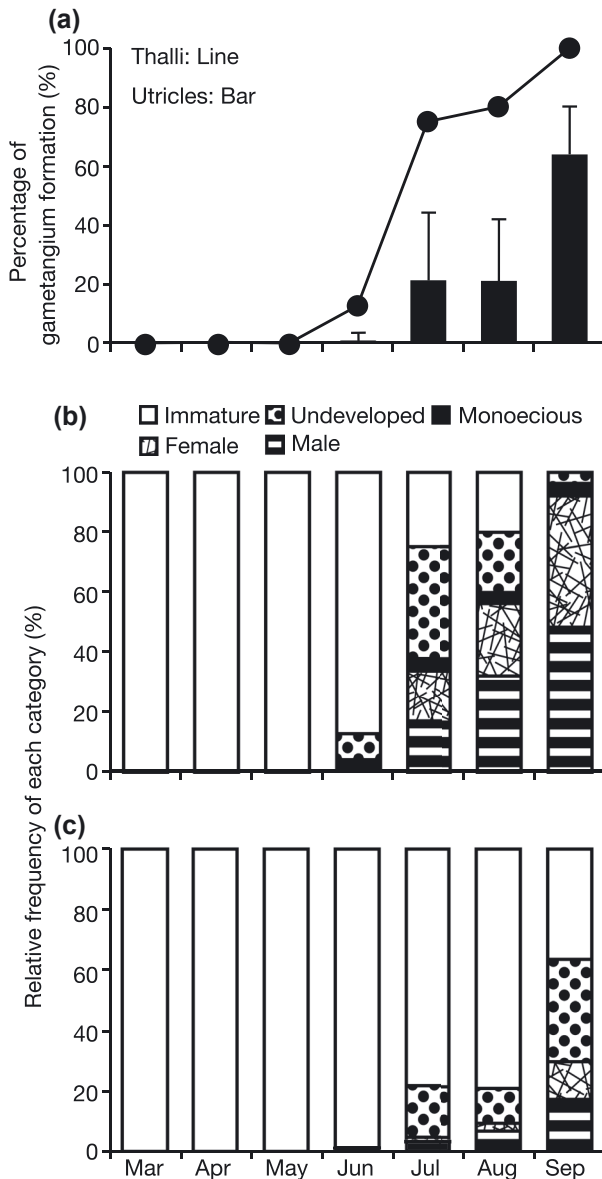 (a)
Percentage of
gametangium formation (%)
100
80
60
40
20
0
Thalli: Line
Utricles: Bar
(b)
Immature Undeveloped Monoecious
Female Male
Relative frequency of each category (%)
100
80
60
40
20
0
(c)
100
80
60
40
20
0
Mar Apr May Jun Jul Aug Sep